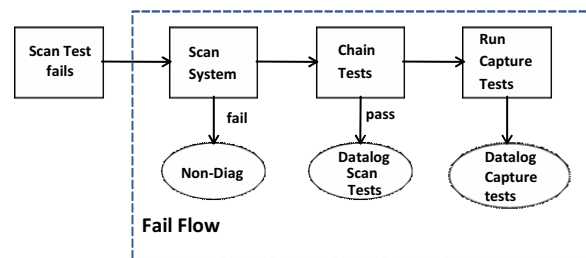 Scan Test
fails
Scan
System
Chain
Tests
Run
Capture
Tests
fail
pass
Non-Diag
Datalog
Scan
Tests
Datalog
Capture
tests
Fail Flow